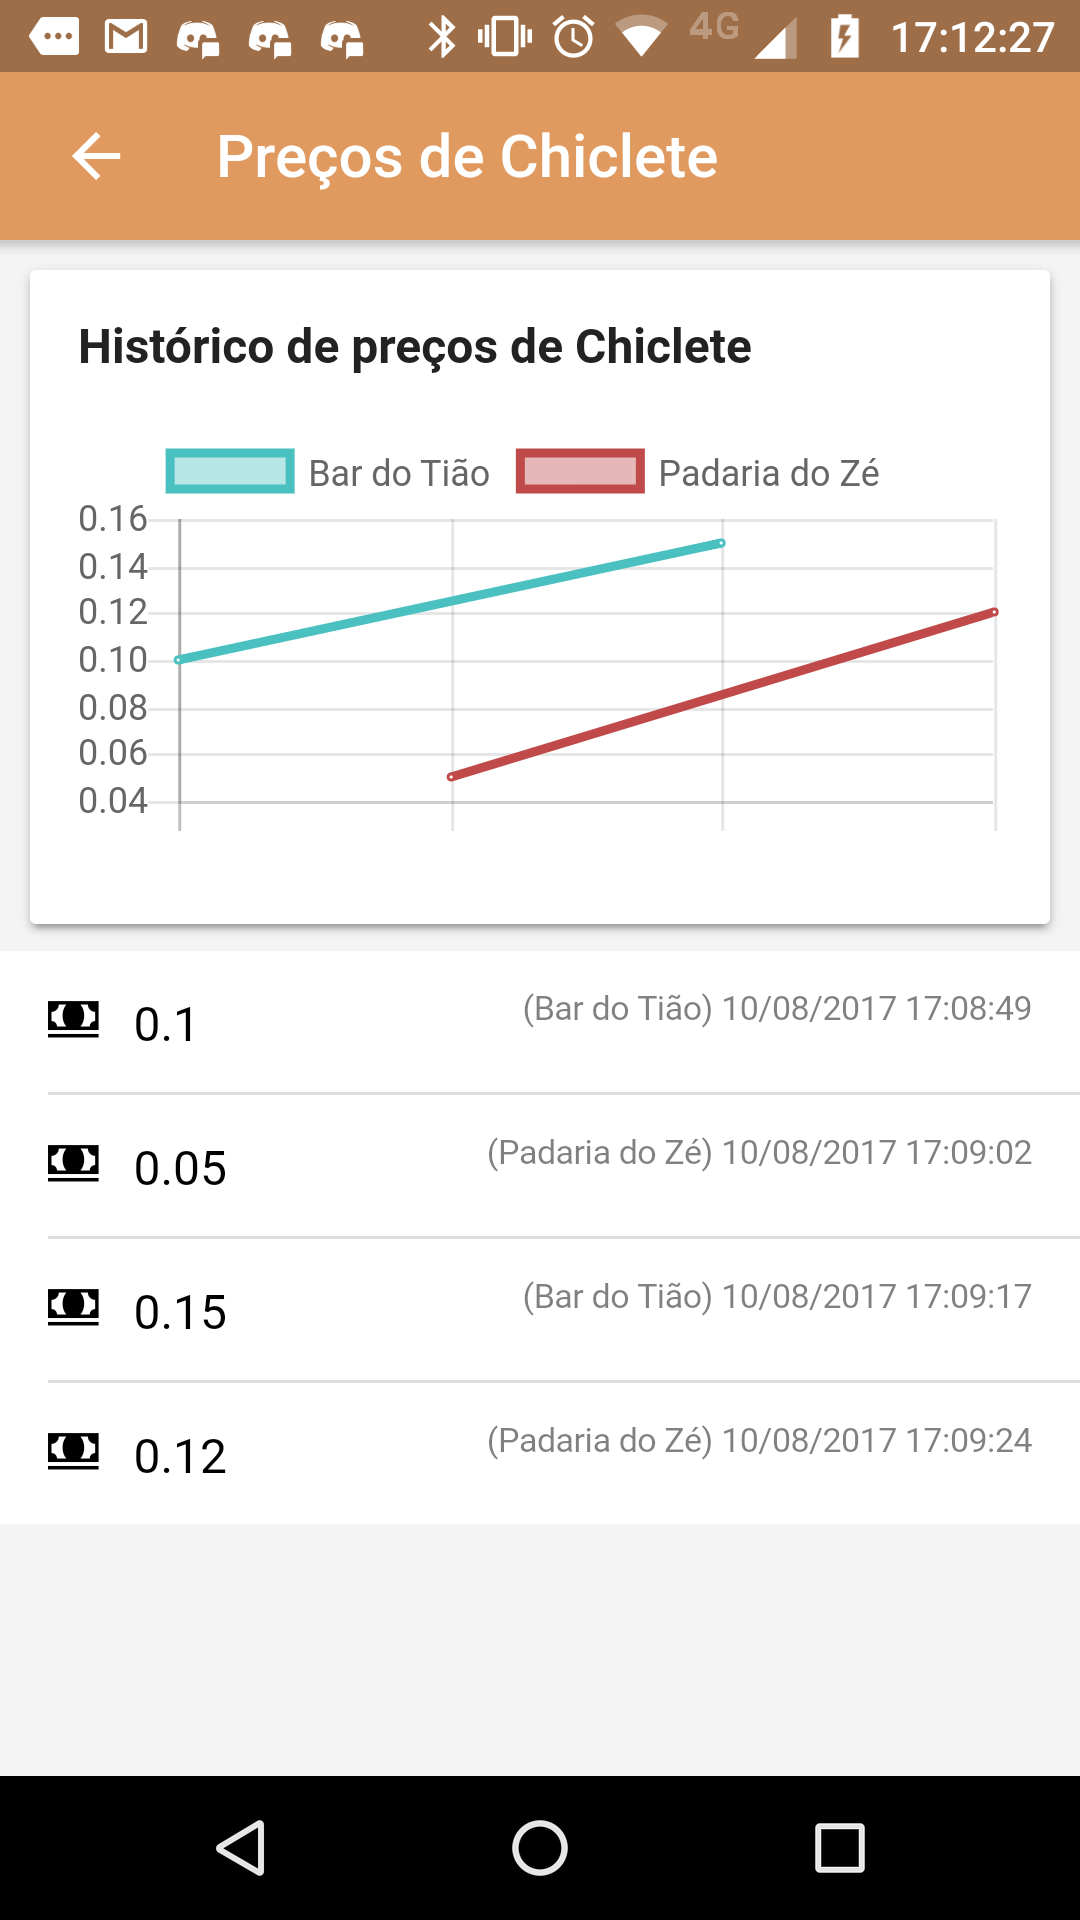 4G 17:12:27
Preços de Chiclete
Histórico de preços de Chiclete
Bar do Tião Padaria do Zé
0.16
0.14
0.12
0.10
0.08
0.06
0.04
0.1 (Bar do Tião) 10/08/2017 17:08:49
0.05 (Padaria do Zé) 10/08/2017 17:09:02
0.15 (Bar do Tião) 10/08/2017 17:09:17
0.12 (Padaria do Zé) 10/08/2017 17:09:24